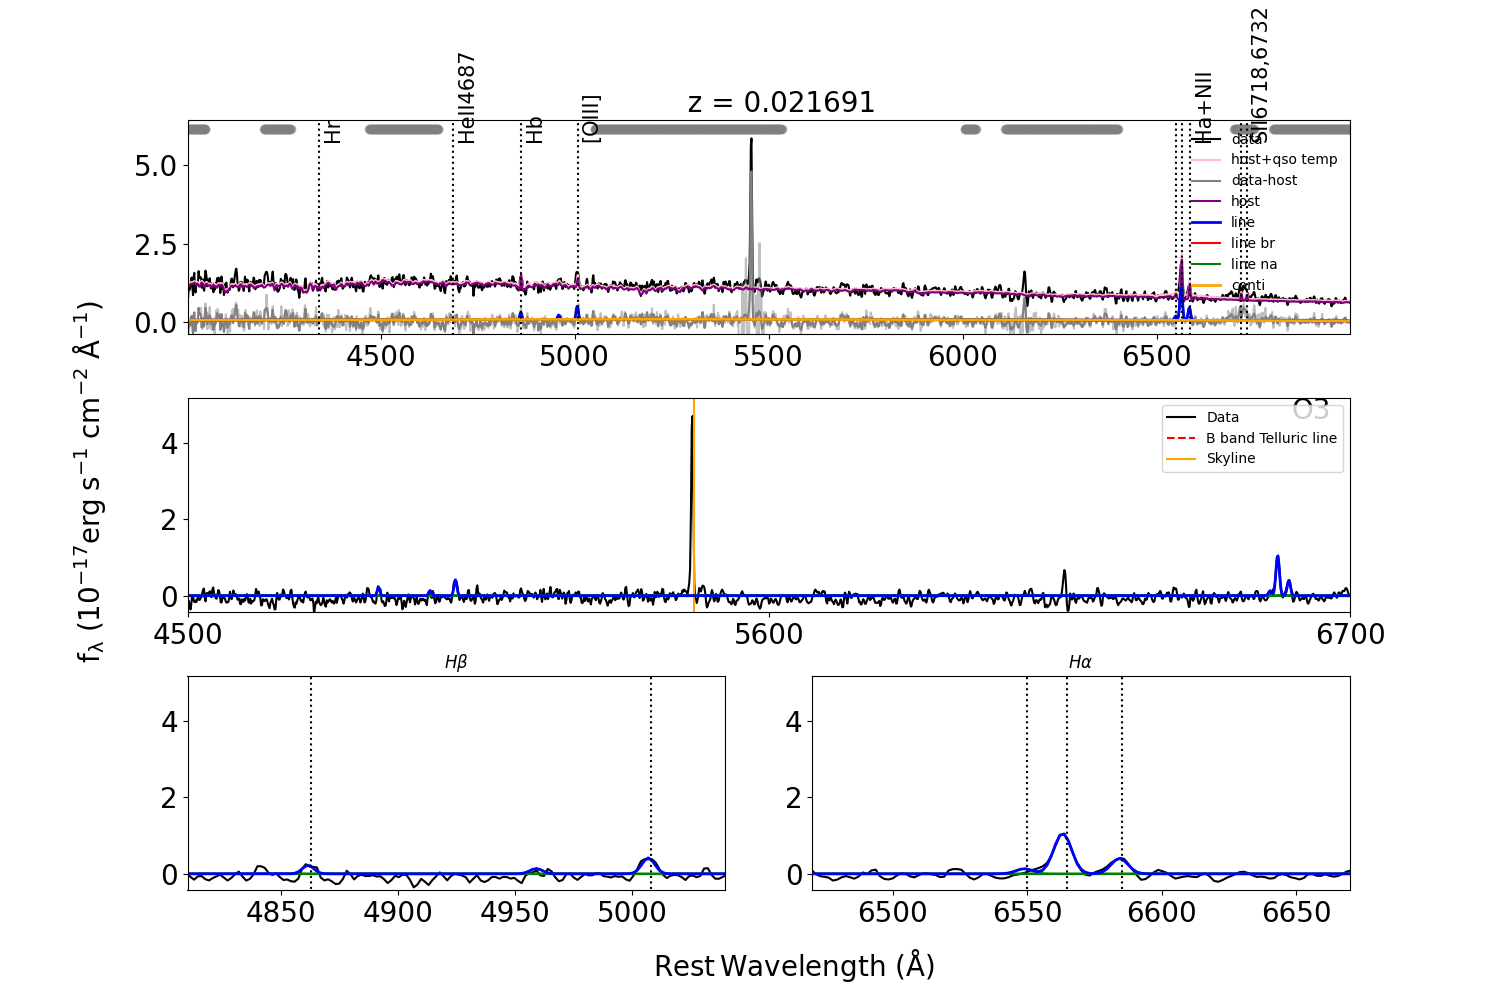 z = 0.021691
Hr
HeII4687
Hb
[OIII]
Ha+NII
SII6718,6732
data
host+qso temp
data-host
host
line
line br
line na
conti
5.0
2.5
0.0
4500 5000 5500 6000 6500
O3
Data
B band Telluric line
Skyline
4
2
0
4500 5600 6700
fλ (10⁻¹⁷erg s⁻¹ cm⁻² Å⁻¹)
Hβ
4
2
0
4850 4900 4950 5000
Hα
4
2
0
6500 6550 6600 6650
Rest Wavelength (Å)